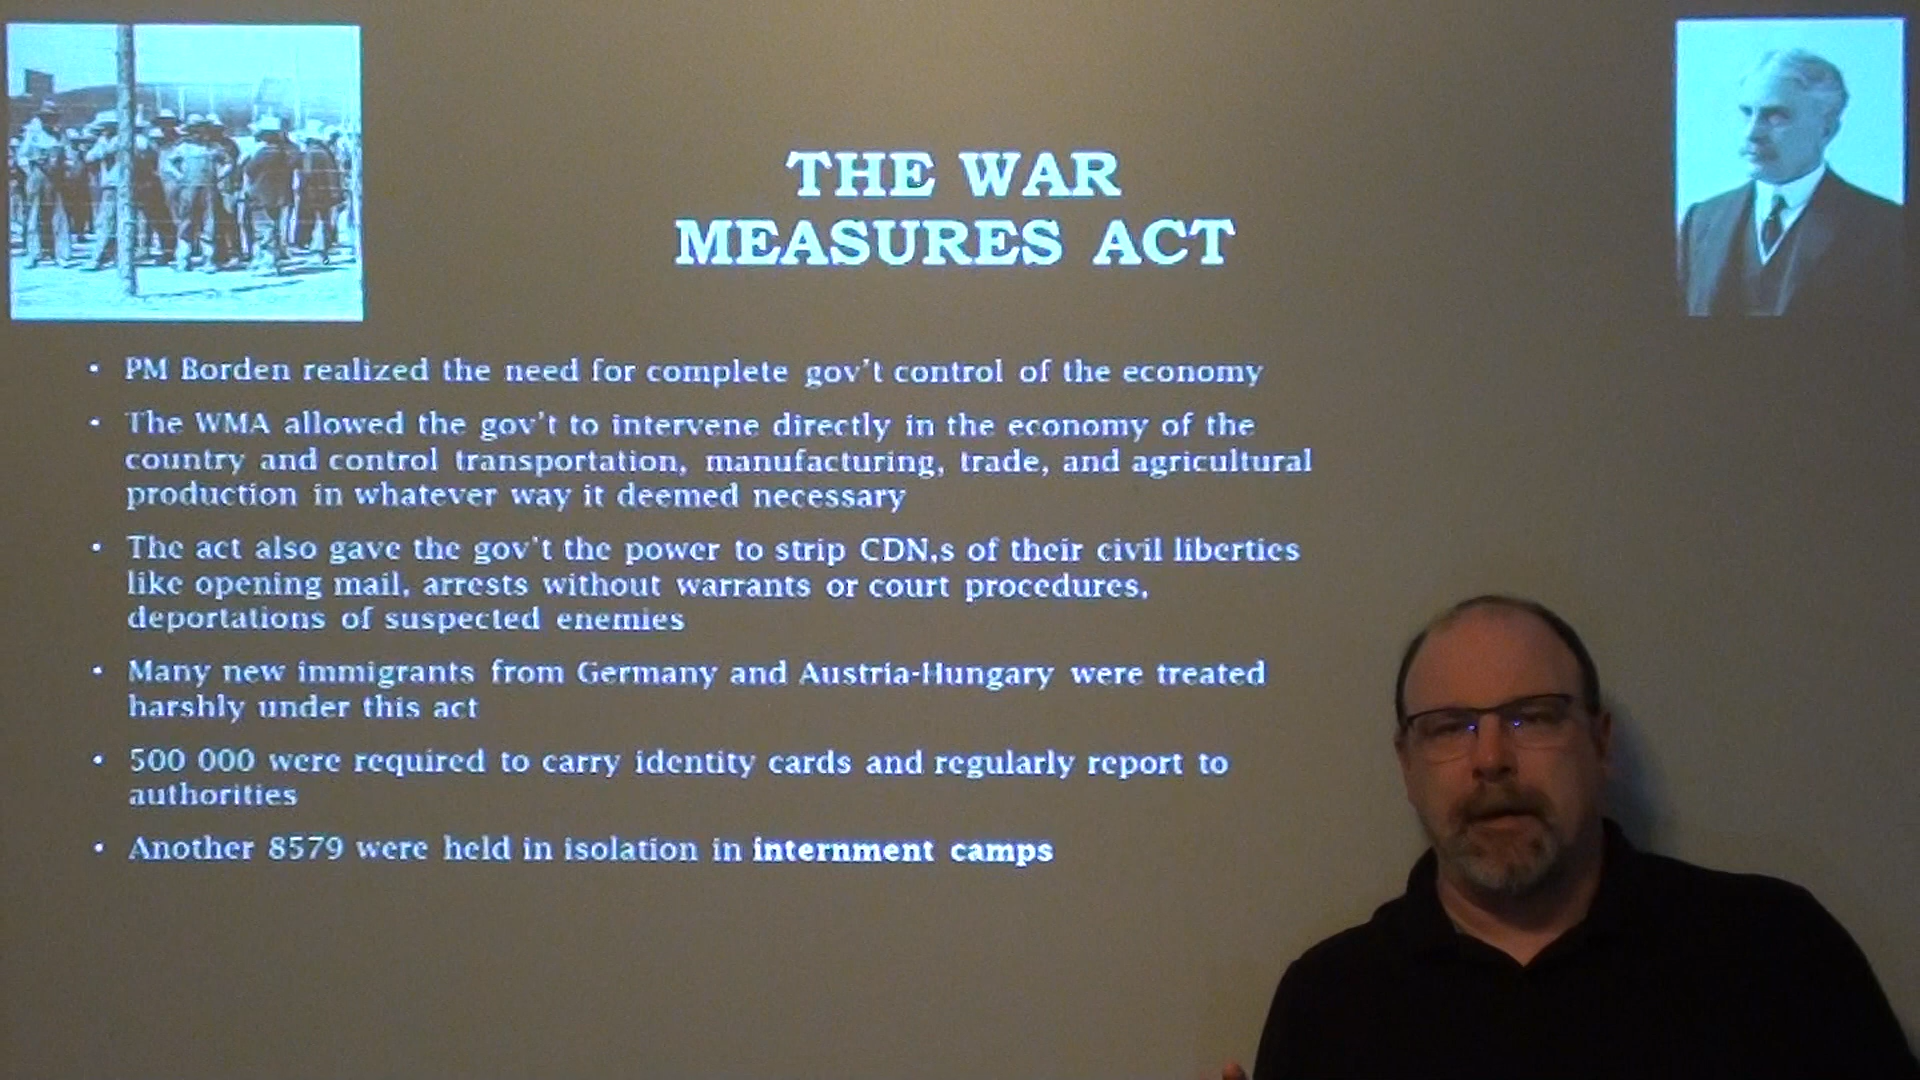 THE WAR
MEASURES ACT
• PM Borden realized the need for complete gov't control of the economy
• The WMA allowed the gov't to intervene directly in the economy of the
country and control transportation, manufacturing, trade, and agricultural
production in whatever way it deemed necessary
• The act also gave the gov't the power to strip CDN,s of their civil liberties
like opening mail, arrests without warrants or court procedures,
deportations of suspected enemies
• Many new immigrants from Germany and Austria-Hungary were treated
harshly under this act
• 500 000 were required to carry identity cards and regularly report to
authorities
• Another 8579 were held in isolation in internment camps